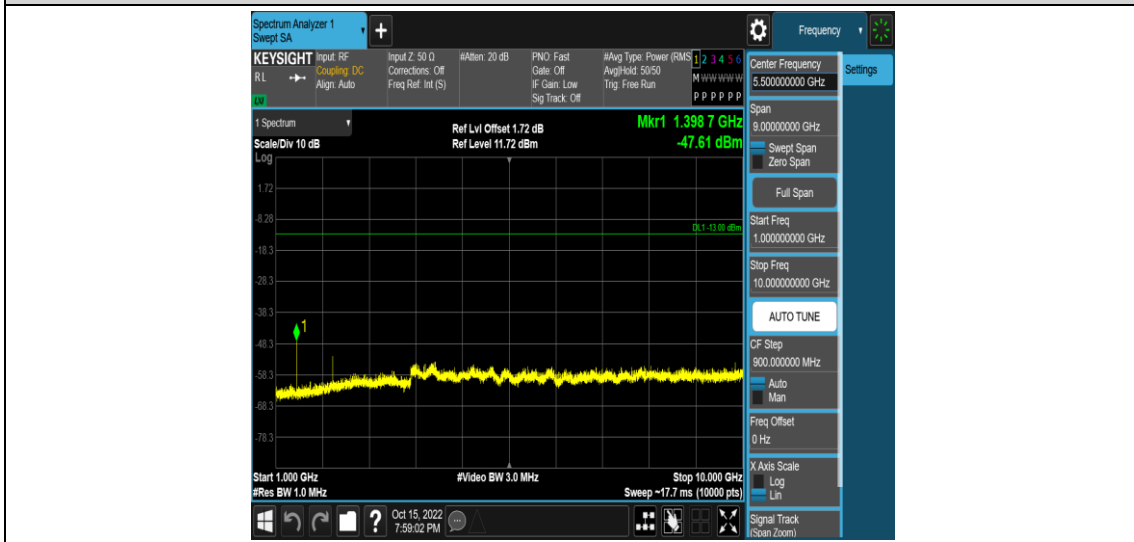 Spectrum Analyzer 1
Swept SA
+
Frequency
KEYSIGHT
RL
LXI
Input: RF
Coupling: DC
Align: Auto
Input Z: 50 Ω
Corrections: Off
Freq Ref: Int (S)
#Atten: 20 dB
PNO: Fast
Gate: Off
IF Gain: Low
Sig Track: Off
#Avg Type: Power (RMS
Avg|Hold: 50/50
Trig: Free Run
1 2 3 4 5 6
M W W W W W
P P P P P P
1 Spectrum
Scale/Div 10 dB
Log
Ref Lvl Offset 1.72 dB
Ref Level 11.72 dBm
Mkr1 1.398 7 GHz
-47.61 dBm
1.72
-8.28
DL1 -13.00 dBm
-18.3
-28.3
-38.3
1
-48.3
-58.3
-68.3
-78.3
Start 1.000 GHz
#Res BW 1.0 MHz
#Video BW 3.0 MHz
Stop 10.000 GHz
Sweep ~17.7 ms (10000 pts)
?
Oct 15, 2022
7:59:02 PM
Center Frequency
5.500000000 GHz
Settings
Span
9.00000000 GHz
Swept Span
Zero Span
Full Span
Start Freq
1.000000000 GHz
Stop Freq
10.000000000 GHz
AUTO TUNE
CF Step
900.000000 MHz
Auto
Man
Freq Offset
0 Hz
X Axis Scale
Log
Lin
Signal Track
(Span Zoom)